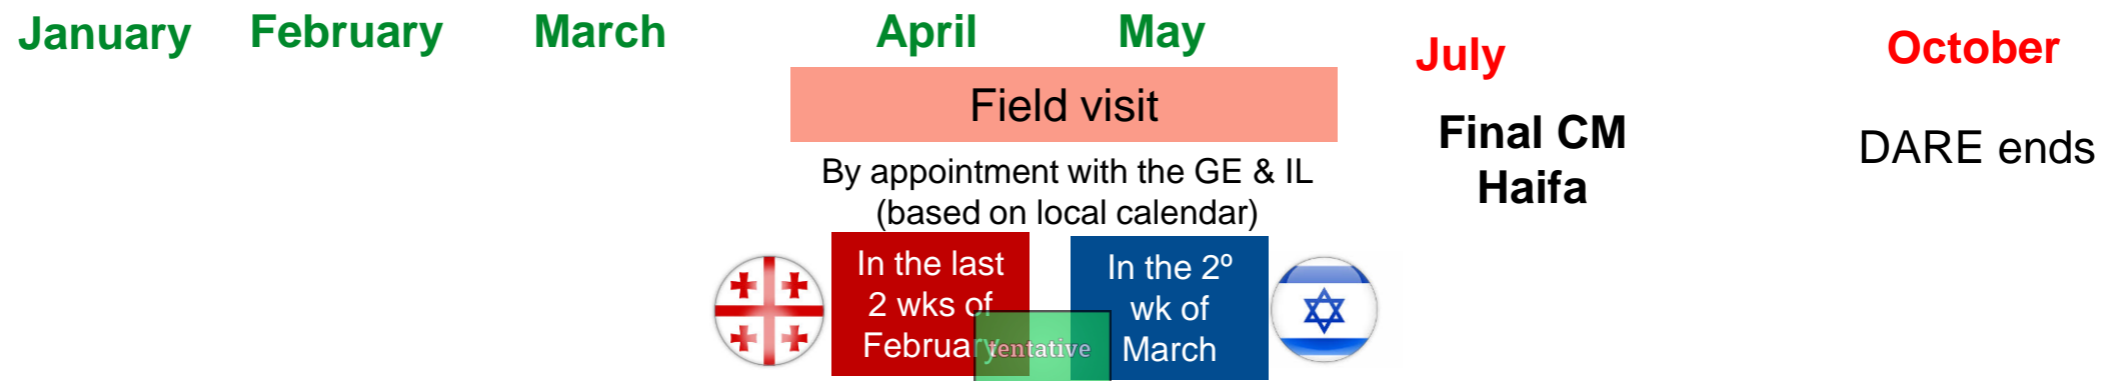 January February March April May July October
Field visit
By appointment with the GE & IL
(based on local calendar)
Final CM
Haifa
DARE ends
In the last
2 wks of
February
tentative
In the 2º
wk of
March